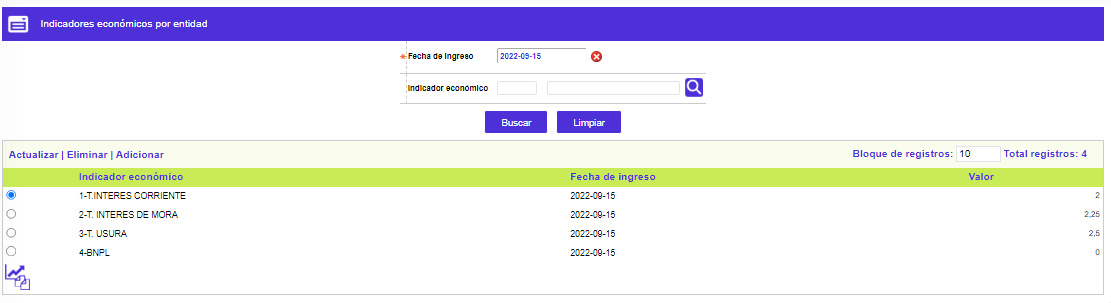 Indicadores económicos por entidad
*Fecha de ingreso 2022-09-15
Indicador económico
Buscar Limpiar
Actualizar | Eliminar | Adicionar Bloque de registros: 10 Total registros: 4
Indicador económico Fecha de ingreso Valor
1-T.INTERES CORRIENTE 2022-09-15 2
2-T. INTERES DE MORA 2022-09-15 2,25
3-T. USURA 2022-09-15 2,5
4-BNPL 2022-09-15 0